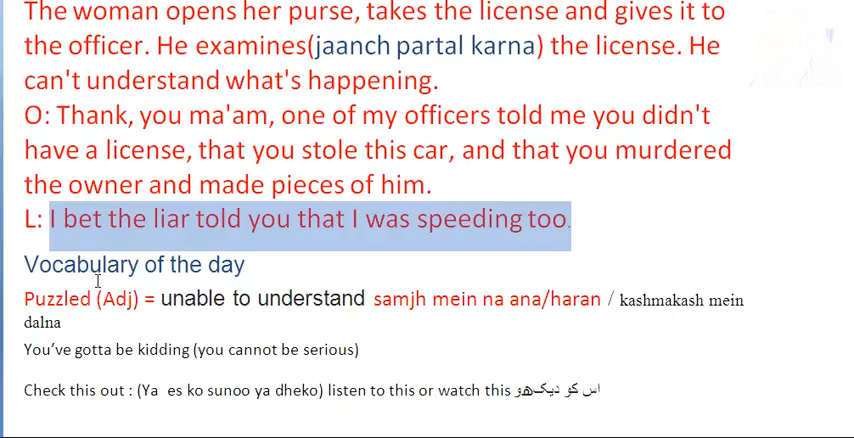 The woman opens her purse, takes the license and gives it to
the officer. He examines(jaanch partal karna) the license. He
can't understand what's happening.
O: Thank, you ma'am, one of my officers told me you didn't
have a license, that you stole this car, and that you murdered
the owner and made pieces of him.
L: I bet the liar told you that I was speeding too.
Vocabulary of the day
Puzzled (Adj) = unable to understand samjh mein na ana/haran / kashmakash mein
dalna
You've gotta be kidding (you cannot be serious)
Check this out : (Ya es ko sunoo ya dheko) listen to this or watch this اس کو دیکھو